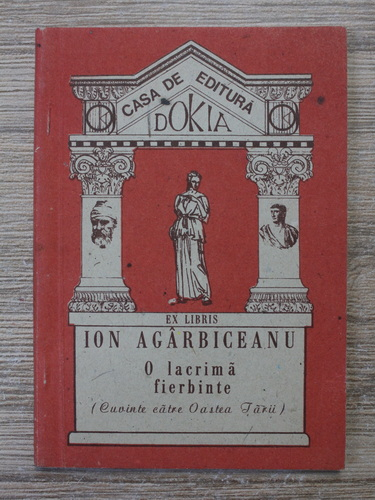 CASA DE EDITURĂ
DOKIA
EX LIBRIS
ION AGÂRBICEANU
O lacrimă
fierbinte
(Cuvinte către Oastea Țării)